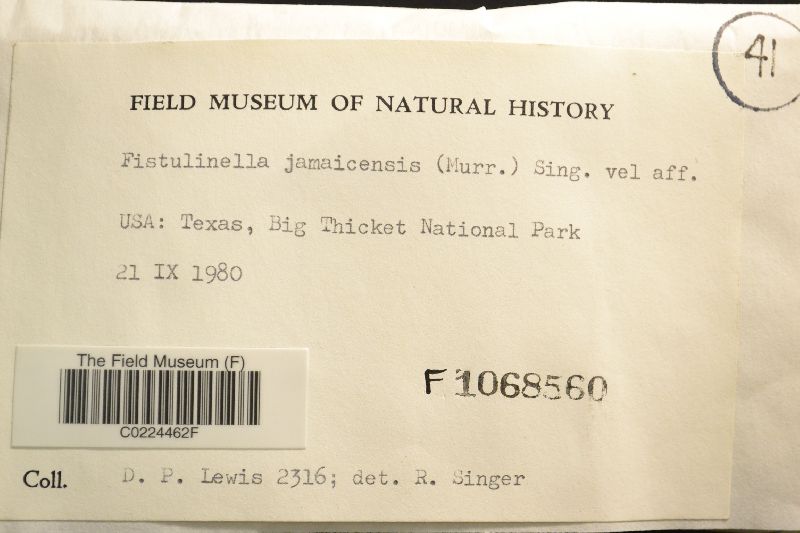 41
FIELD MUSEUM OF NATURAL HISTORY
Fistulinella jamaicensis (Murr.) Sing. vel aff.
USA: Texas, Big Thicket National Park
21 IX 1980
The Field Museum (F)
C0224462F
F 1068560
Coll. D. P. Lewis 2316; det. R. Singer